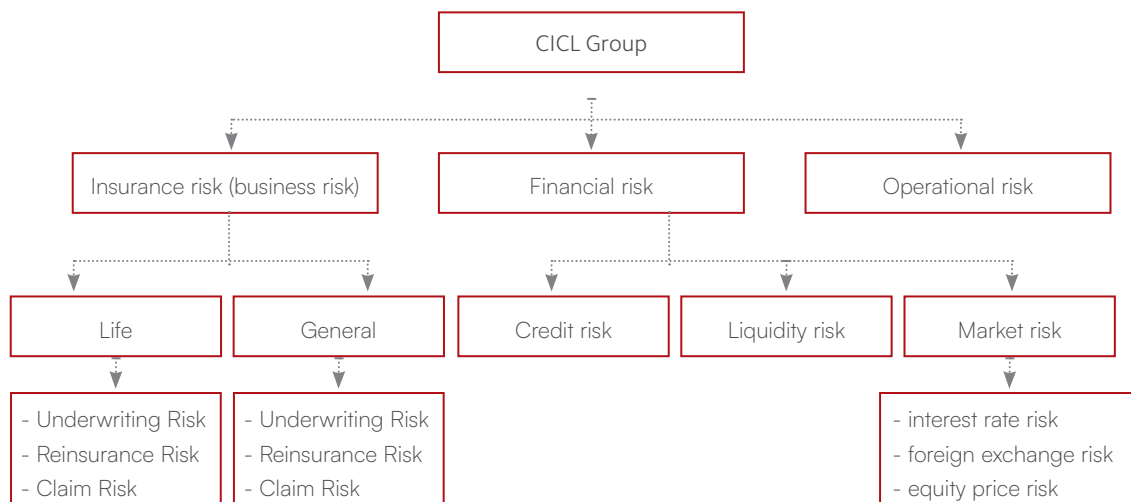 CICL Group
Insurance risk (business risk)
Financial risk
Operational risk
Life
General
Credit risk
Liquidity risk
Market risk
- Underwriting Risk
- Reinsurance Risk
- Claim Risk
- Underwriting Risk
- Reinsurance Risk
- Claim Risk
- interest rate risk
- foreign exchange risk
- equity price risk